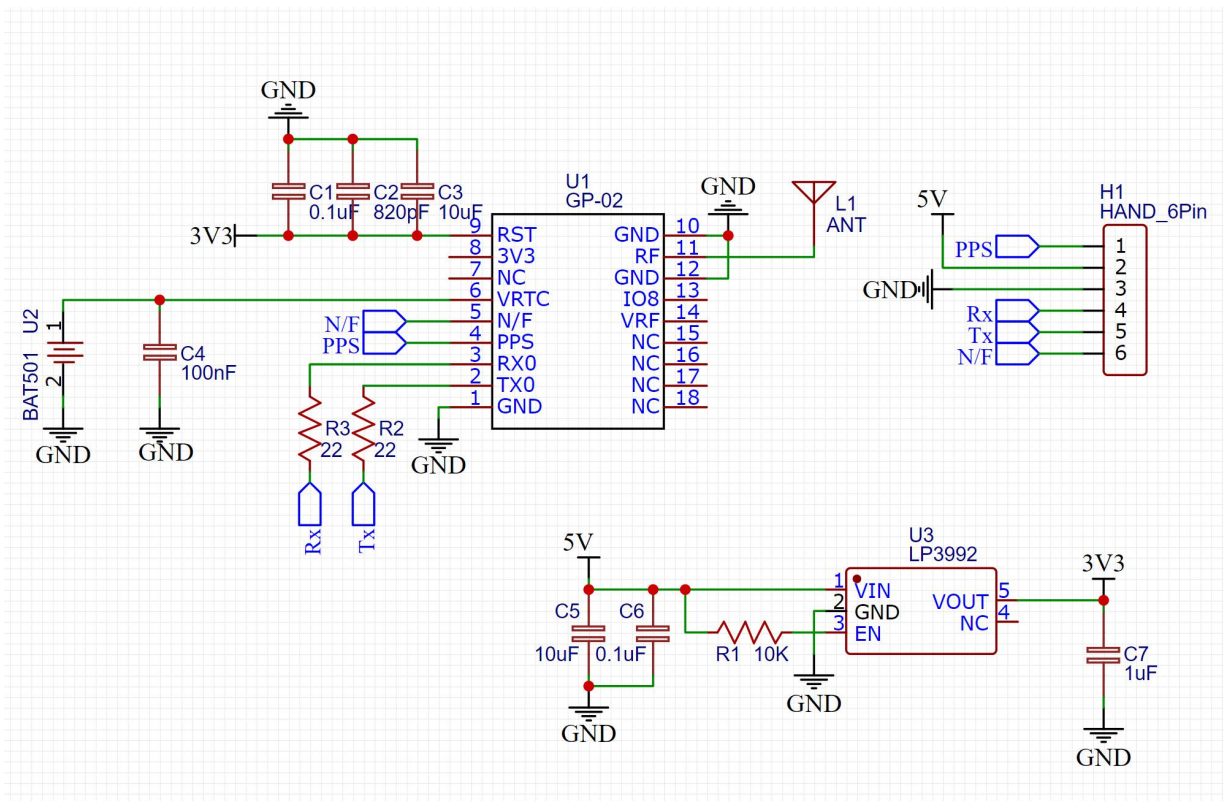 GND
C1
0.1uF
C2
820pF
C3
10uF
3V3
U1
GP-02
9 RST
8 3V3
7 NC
6 VRTC
5 N/F
4 PPS
3 RX0
2 TX0
1 GND
GND 10
RF 11
GND 12
IO8 13
VRF 14
NC 15
NC 16
NC 17
NC 18
GND
L1
ANT
5V
H1
HAND_6Pin
PPS
GND
Rx
Tx
N/F
1
2
3
4
5
6
U2
BAT501
1
2
GND
C4
100nF
GND
N/F
PPS
R3
22
R2
22
GND
Rx
Tx
5V
C5
10uF
C6
0.1uF
GND
R1 10K
U3
LP3992
1 VIN
2 GND
3 EN
VOUT 5
NC 4
GND
3V3
C7
1uF
GND